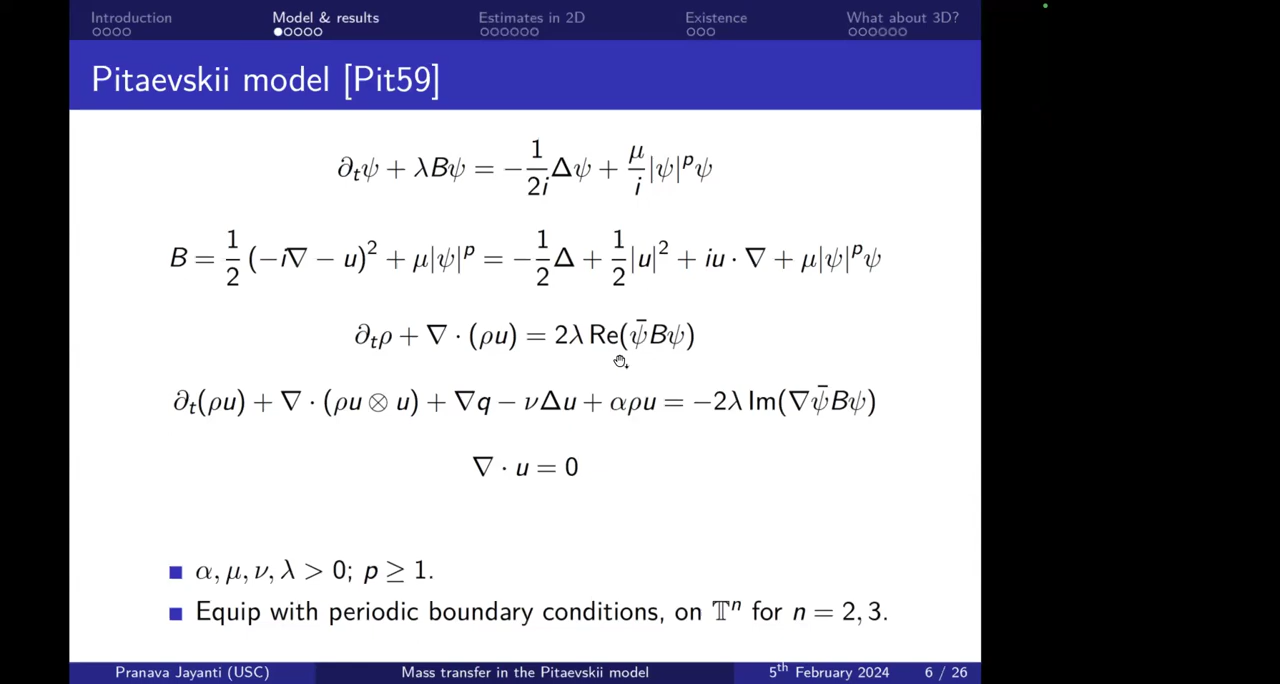 Introduction Model & results Estimates in 2D Existence What about 3D?
Pitaevskii model [Pit59]
∂ₜψ + λBψ = −(1/2i)Δψ + (μ/i)|ψ|ᵖψ
B = (1/2)(−i∇ − u)² + μ|ψ|ᵖ = −(1/2)Δ + (1/2)|u|² + iu · ∇ + μ|ψ|ᵖψ
∂ₜρ + ∇ · (ρu) = 2λ Re(ψ̄Bψ)
∂ₜ(ρu) + ∇ · (ρu ⊗ u) + ∇q − νΔu + αρu = −2λ Im(∇ψ̄Bψ)
∇ · u = 0
α, μ, ν, λ > 0; p ≥ 1.
Equip with periodic boundary conditions, on 𝕋ⁿ for n = 2, 3.
Pranava Jayanti (USC) Mass transfer in the Pitaevskii model 5th February 2024 6 / 26